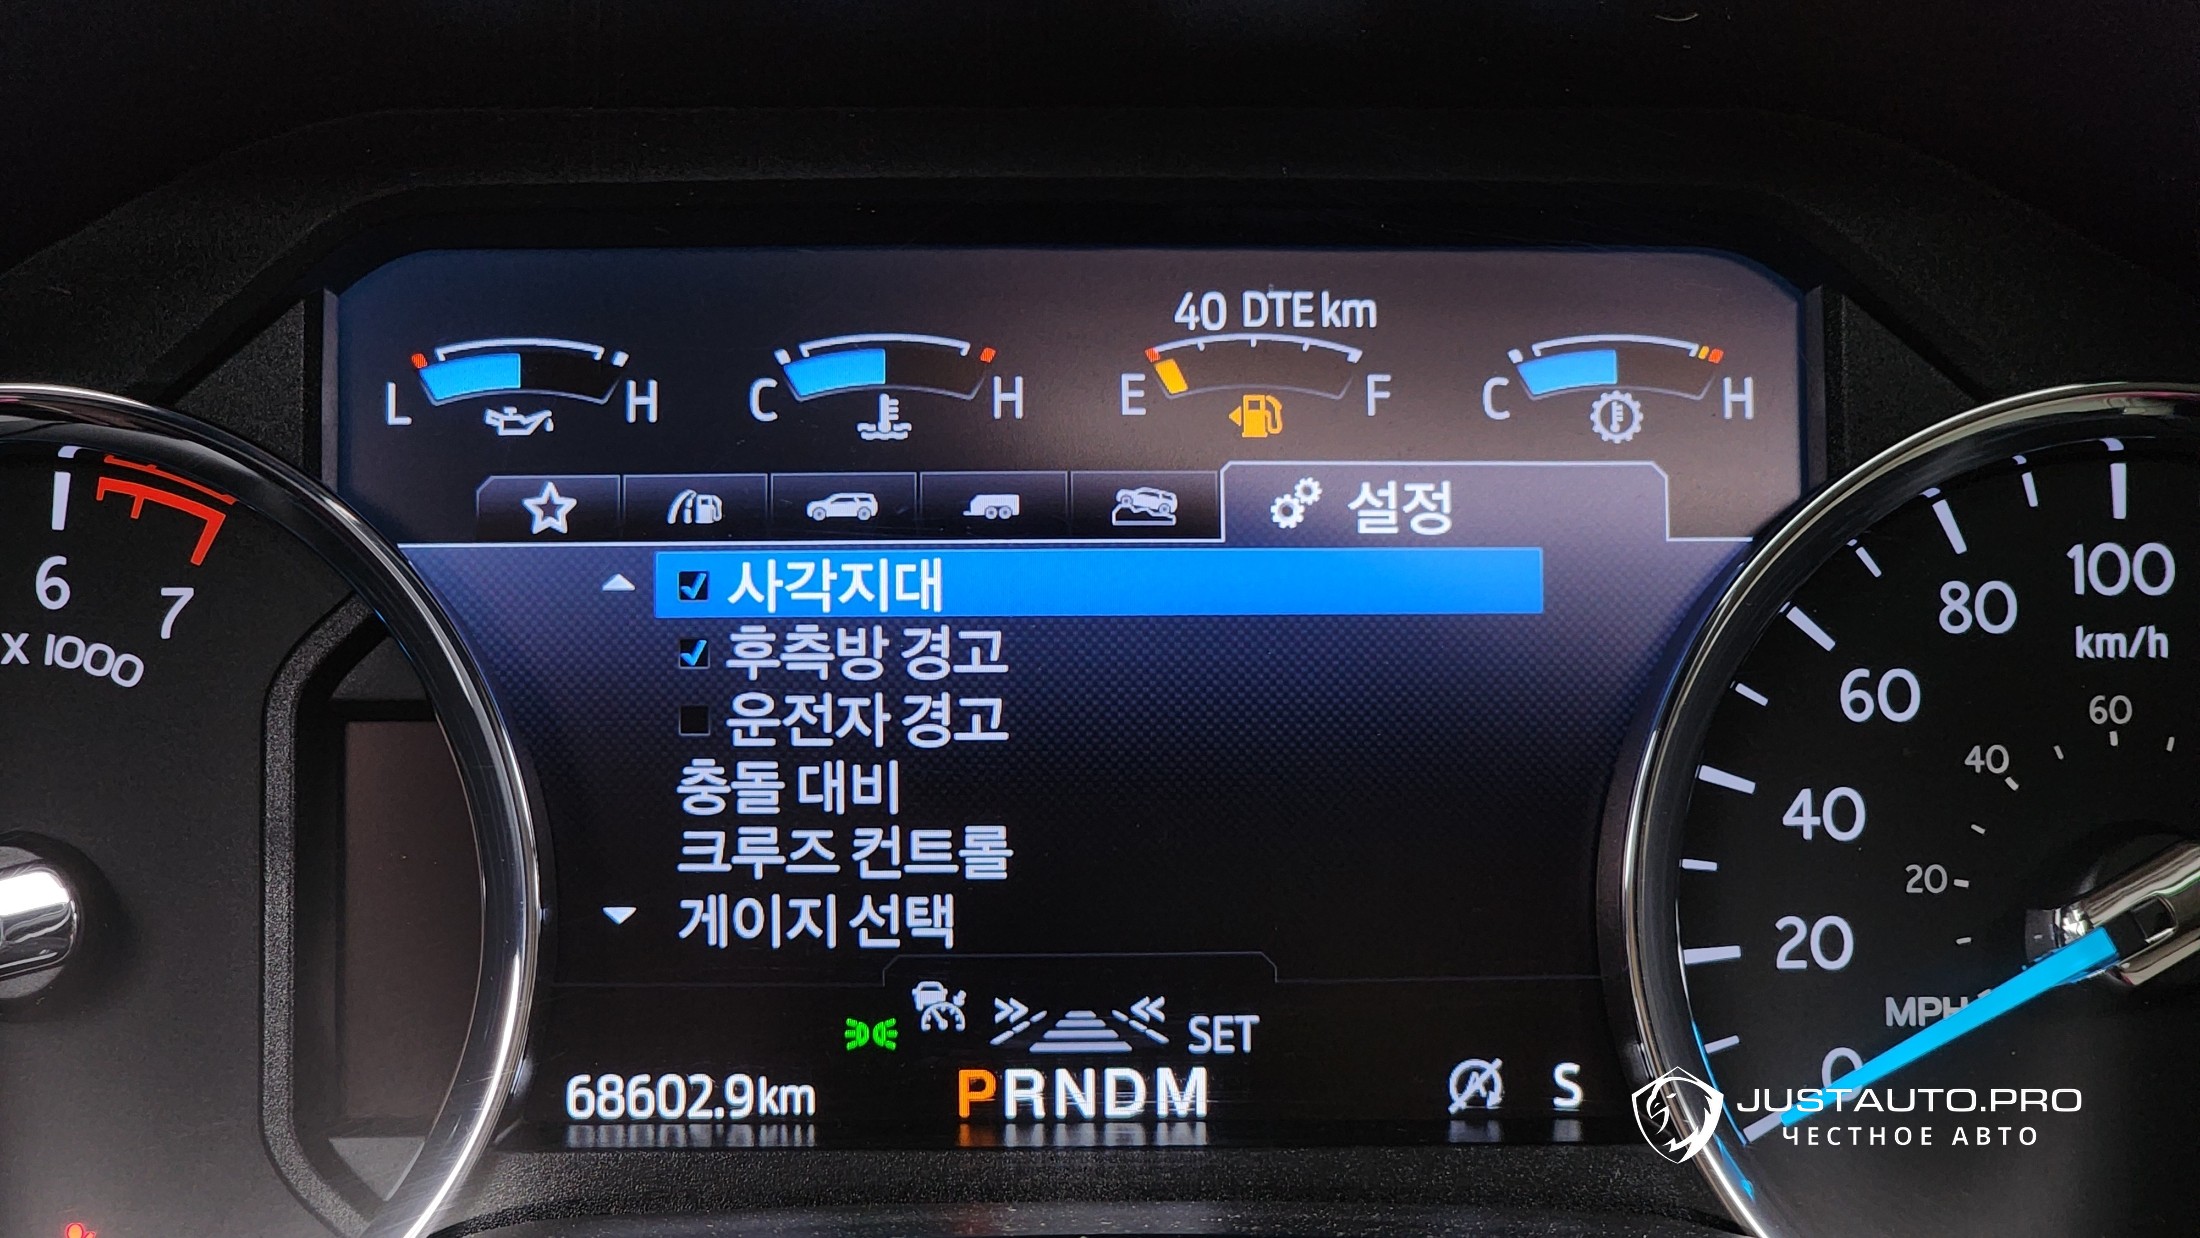 40 DTE km
L H C H E F C H
설정
사각지대
후측방 경고
운전자 경고
충돌 대비
크루즈 컨트롤
게이지 선택
SET
68602.9 km
PRNDM
S
6 7
x 1000
100
80
60
40
20
0
km/h
60
40
20
MPH
JUSTAUTO.PRO
ЧЕСТНОЕ АВТО